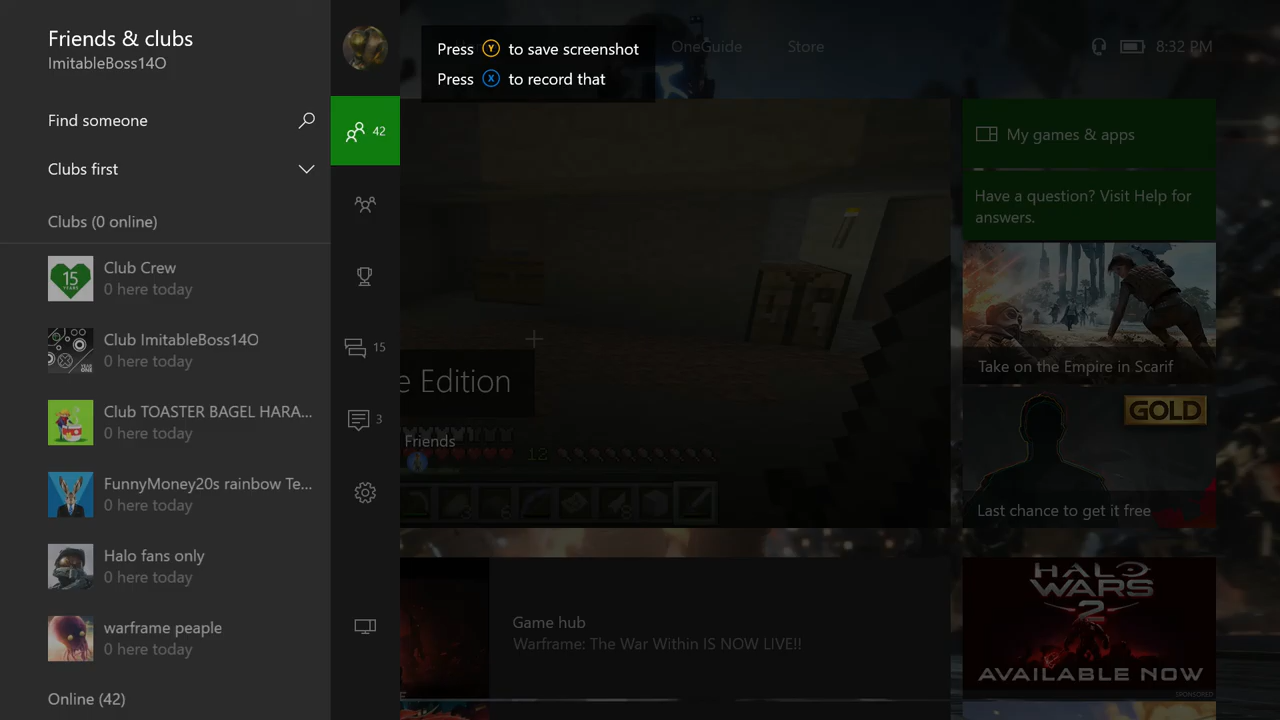 Friends & clubs
ImitableBoss14O
Find someone
Clubs first
Clubs (0 online)
Club Crew
0 here today
15
YEARS
Club ImitableBoss14O
0 here today
Club TOASTER BAGEL HARA...
0 here today
FunnyMoney20s rainbow Te...
0 here today
Halo fans only
0 here today
warframe peaple
0 here today
Online (42)
42
15
3
Press Y to save screenshot
Press X to record that
OneGuide
Store
8:32 PM
e Edition
Friends
12
My games & apps
Have a question? Visit Help for
answers.
Take on the Empire in Scarif
GOLD
Last chance to get it free
Game hub
Warframe: The War Within IS NOW LIVE!!
HALO
WARS
2
AVAILABLE NOW
SPONSORED